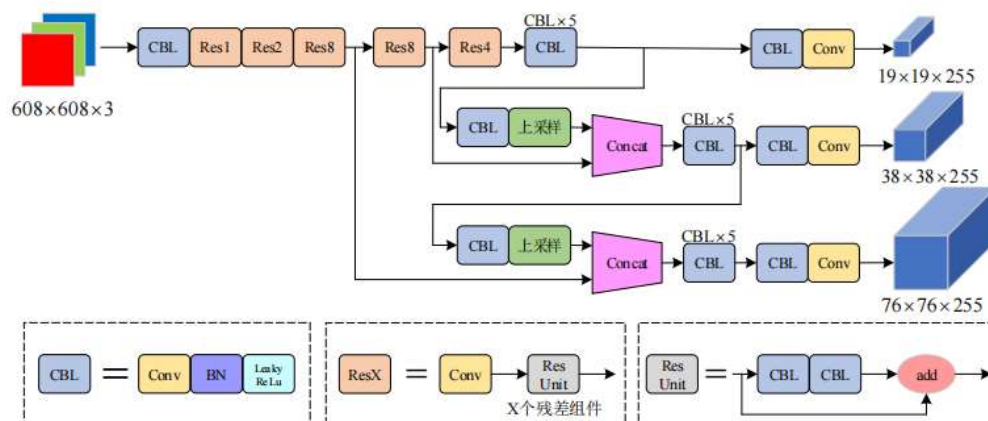 CBL×5
CBL Res1 Res2 Res8 Res8 Res4 CBL CBL Conv
608×608×3
19×19×255
CBL 上采样 Concat CBL×5 CBL CBL Conv
38×38×255
CBL 上采样 Concat CBL×5 CBL CBL Conv
76×76×255
CBL = Conv BN Leaky ReLu
ResX = Conv Res Unit
X个残差组件
Res Unit = CBL CBL add